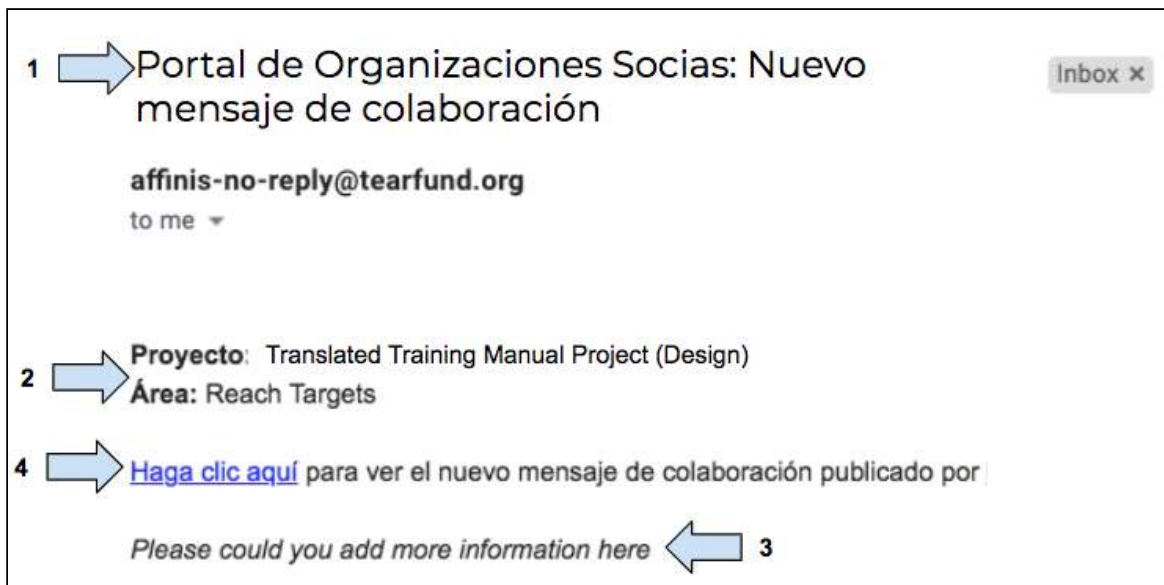 1 Portal de Organizaciones Socias: Nuevo Inbox ×
mensaje de colaboración
affinis-no-reply@tearfund.org
to me
2 Proyecto: Translated Training Manual Project (Design)
Área: Reach Targets
4 Haga clic aquí para ver el nuevo mensaje de colaboración publicado por
Please could you add more information here 3